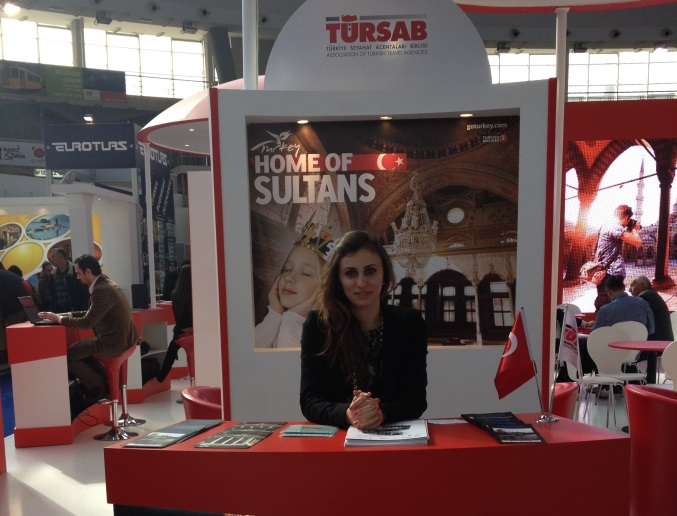 TÜRSAB
TÜRKİYE SEYAHAT ACENTALARI BİRLİĞİ
ASSOCIATION OF TURKISH TRAVEL AGENCIES
goturkey.com
Turkey
HOME OF
SULTANS
EUROTURS
Spain